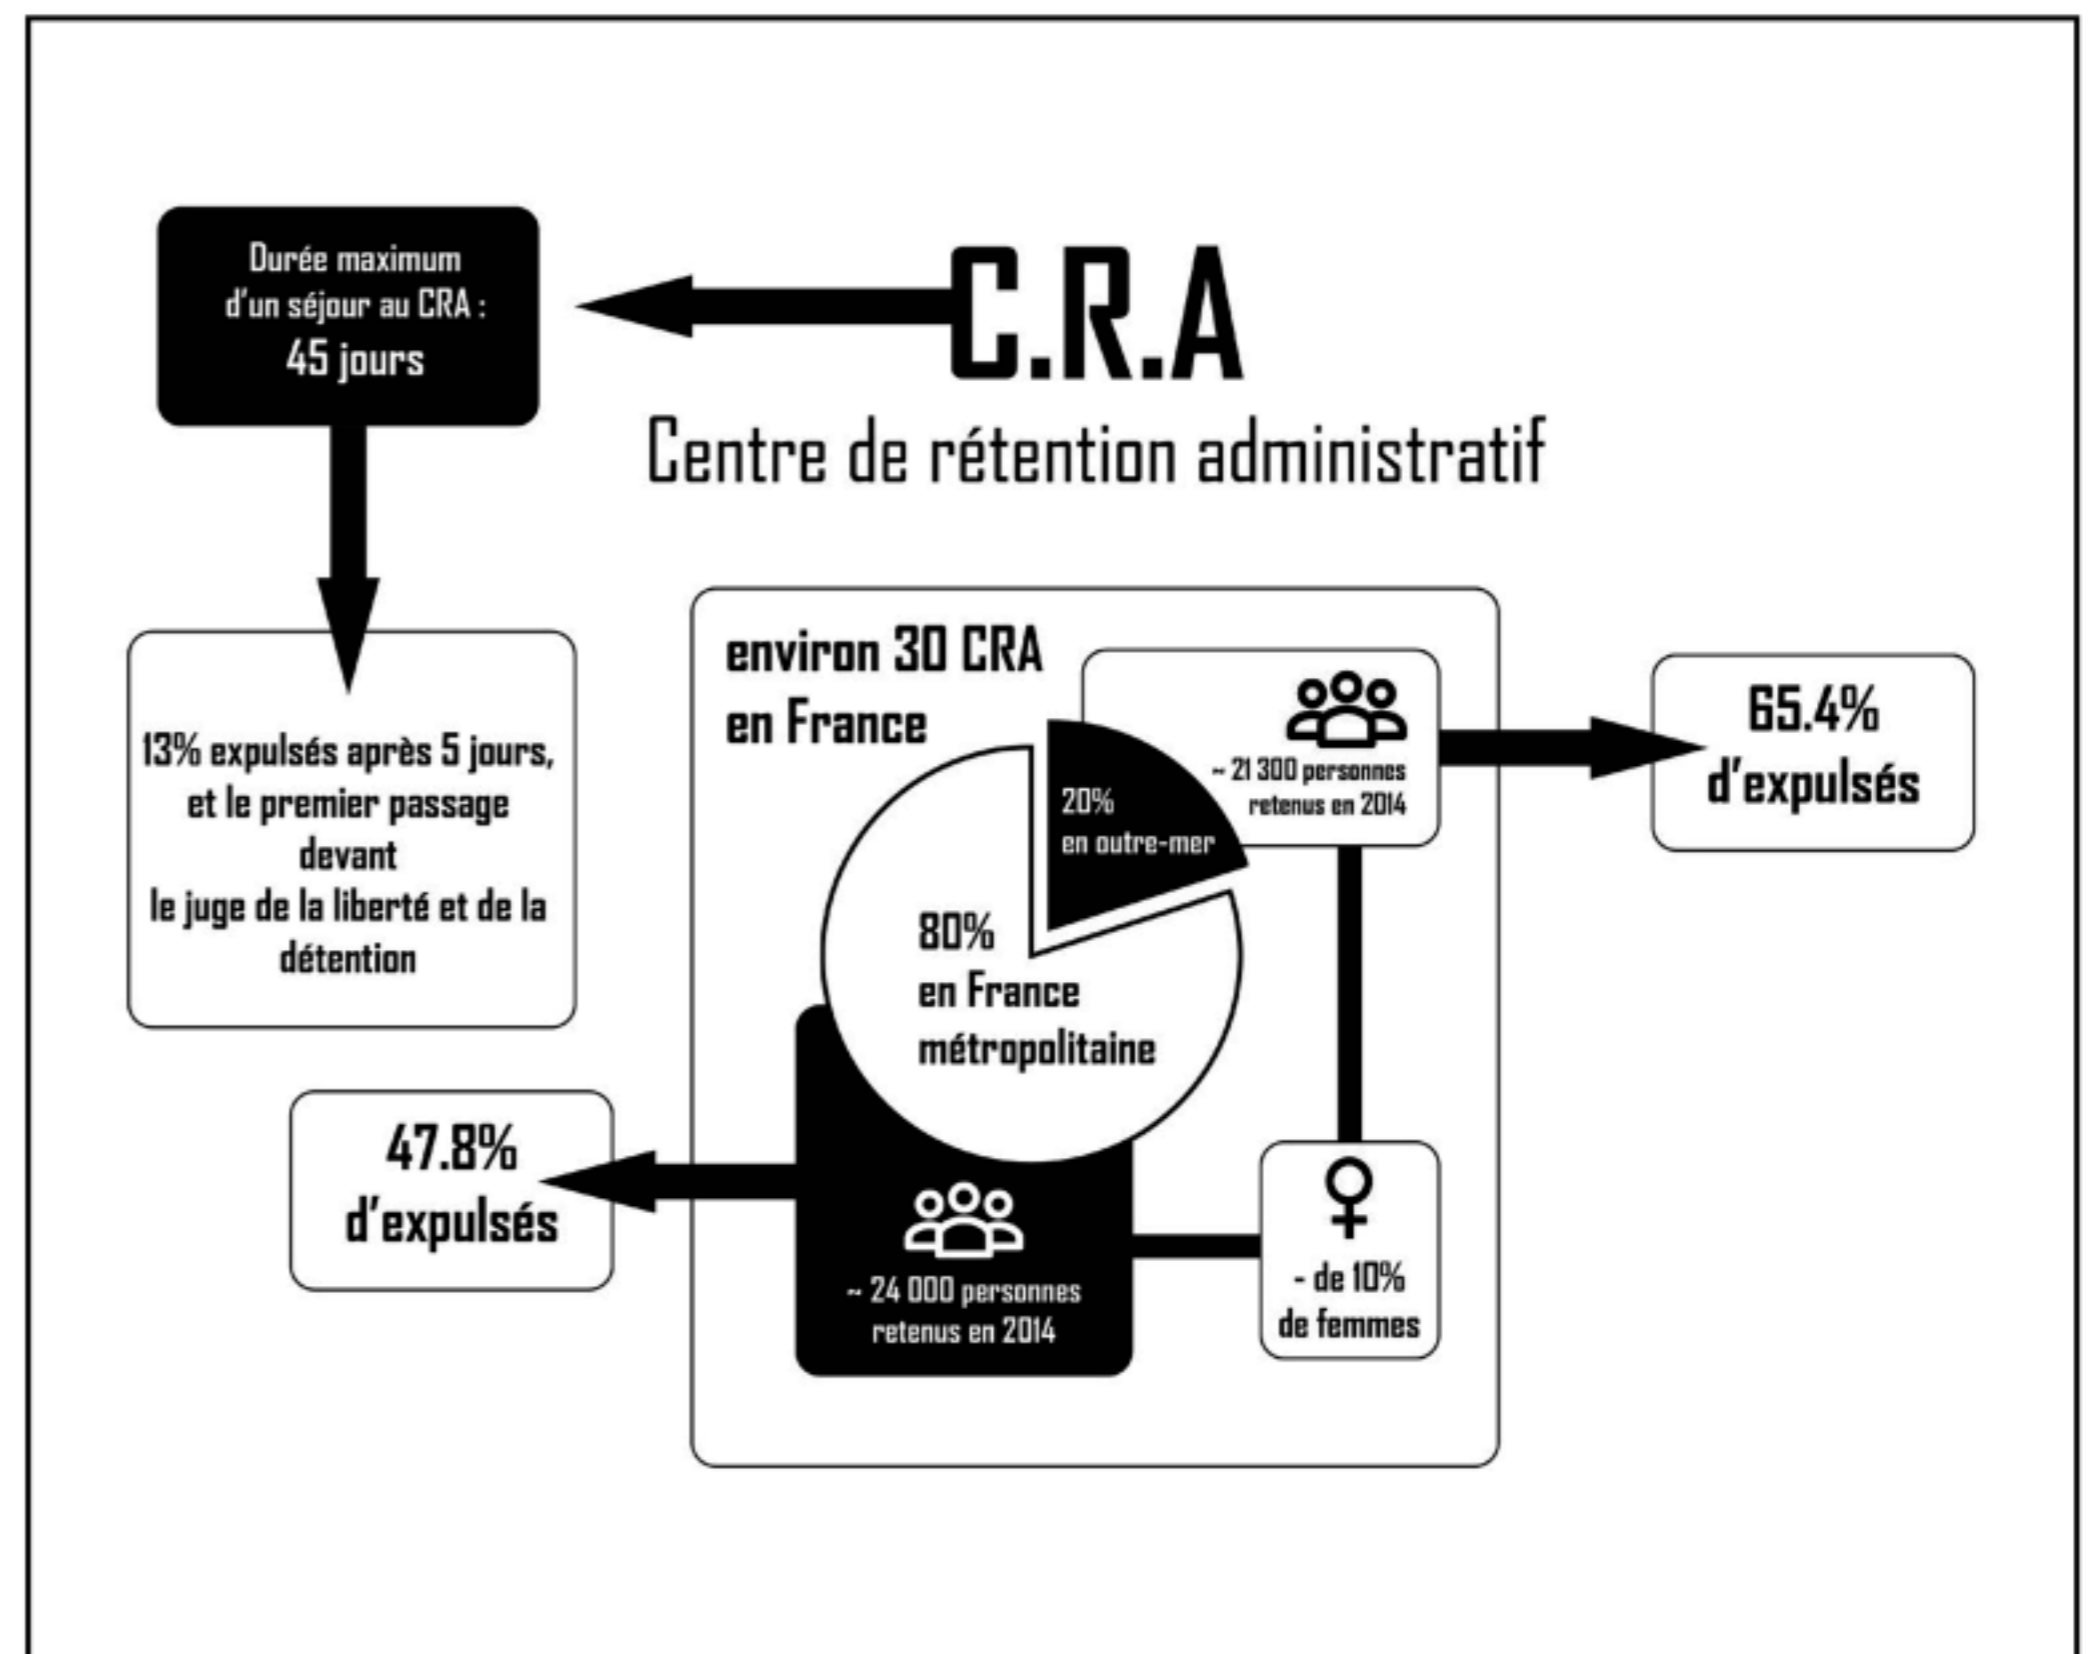 C.R.A
Centre de rétention administratif
Durée maximum
d'un séjour au CRA :
45 jours
13% expulsés après 5 jours,
et le premier passage
devant
le juge de la liberté et de la
détention
environ 30 CRA
en France
20%
en outre-mer
~ 21 300 personnes
retenus en 2014
65.4%
d'expulsés
80%
en France
métropolitaine
~ 24 000 personnes
retenus en 2014
47.8%
d'expulsés
- de 10%
de femmes